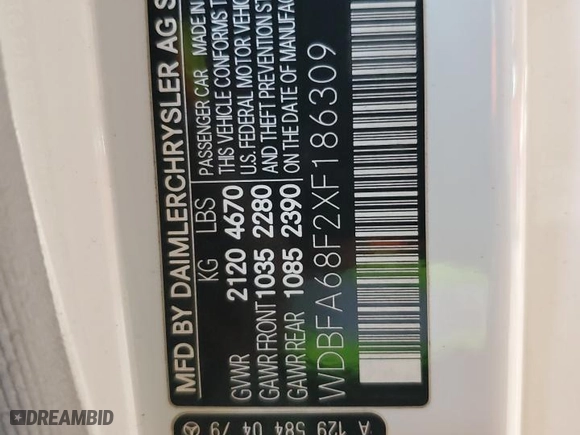 MFD BY DAIMLERCHRYSLER AG S
KG LBS
GVWR 2120 4670
GAWR FRONT 1035 2280
GAWR REAR 1085 2390
PASSENGER CAR MADE IN
THIS VEHICLE CONFORMS T
U.S. FEDERAL MOTOR VEHIC
AND THEFT PREVENTION ST
ON THE DATE OF MANUFAC
WDBFA68F2XF186309
A 129 584 04 79
DREAMBID